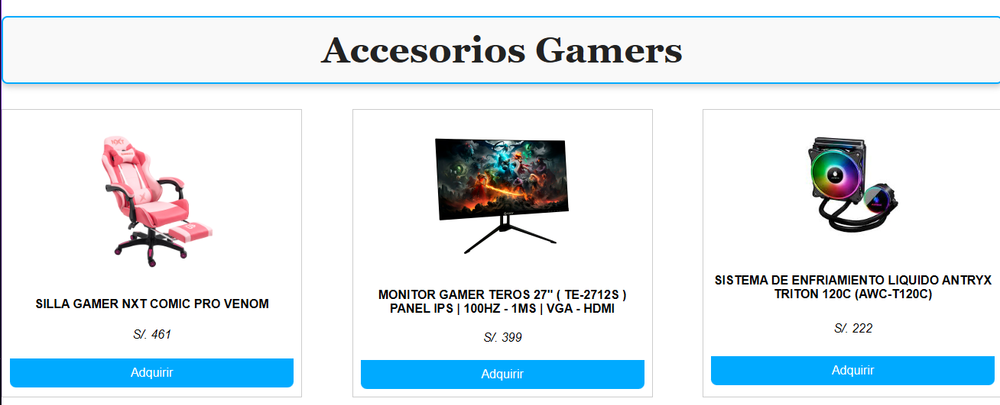 Accesorios Gamers
NXT
SILLA GAMER NXT COMIC PRO VENOM
S/. 461
Adquirir
MONITOR GAMER TEROS 27" ( TE-2712S )
PANEL IPS | 100HZ - 1MS | VGA - HDMI
S/. 399
Adquirir
SISTEMA DE ENFRIAMIENTO LIQUIDO ANTRYX
TRITON 120C (AWC-T120C)
S/. 222
Adquirir